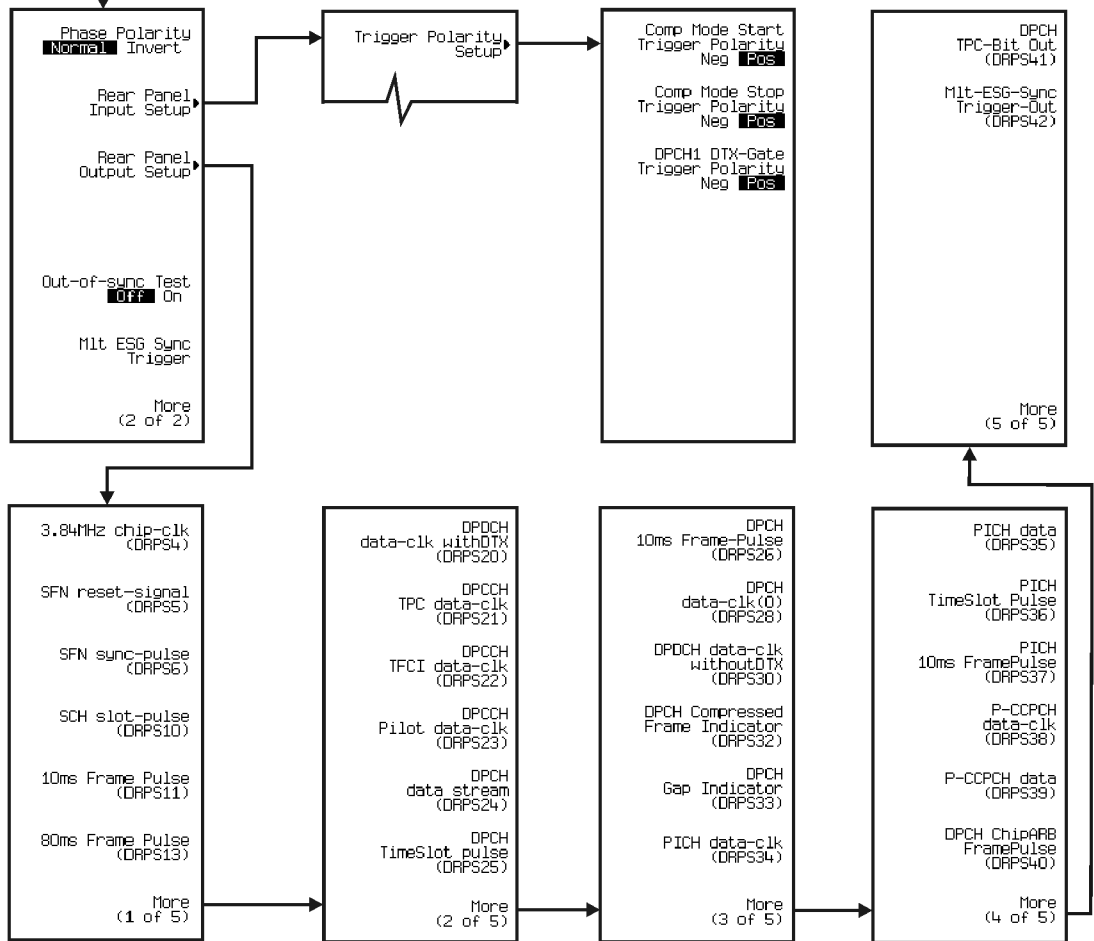 Phase Polarity
Normal Invert
Rear Panel
Input Setup
Rear Panel
Output Setup
Out-of-sync Test
Off On
Mlt ESG Sync
Trigger
More
(2 of 2)
Trigger Polarity
Setup
Comp Mode Start
Trigger Polarity
Neg Pos
Comp Mode Stop
Trigger Polarity
Neg Pos
DPCH1 DTX-Gate
Trigger Polarity
Neg Pos
DPCH
TPC-Bit Out
(DRPS41)
Mlt-ESG-Sync
Trigger-Out
(DRPS42)
More
(5 of 5)
3.84MHz chip-clk
(DRPS4)
SFN reset-signal
(DRPS5)
SFN sync-pulse
(DRPS6)
SCH slot-pulse
(DRPS10)
10ms Frame Pulse
(DRPS11)
80ms Frame Pulse
(DRPS13)
More
(1 of 5)
DPDCH
data-clk withDTX
(DRPS20)
DPCCH
TPC data-clk
(DRPS21)
DPCCH
TFCI data-clk
(DRPS22)
DPCCH
Pilot data-clk
(DRPS23)
DPCH
data stream
(DRPS24)
DPCH
TimeSlot pulse
(DRPS25)
More
(2 of 5)
DPCH
10ms Frame-Pulse
(DRPS26)
DPCH
data-clk(0)
(DRPS28)
DPDCH data-clk
withoutDTX
(DRPS30)
DPCH Compressed
Frame Indicator
(DRPS32)
DPCH
Gap Indicator
(DRPS33)
PICH data-clk
(DRPS34)
More
(3 of 5)
PICH data
(DRPS35)
PICH
TimeSlot Pulse
(DRPS36)
PICH
10ms FramePulse
(DRPS37)
P-CCPCH
data-clk
(DRPS38)
P-CCPCH data
(DRPS39)
DPCH ChipARB
FramePulse
(DRPS40)
More
(4 of 5)